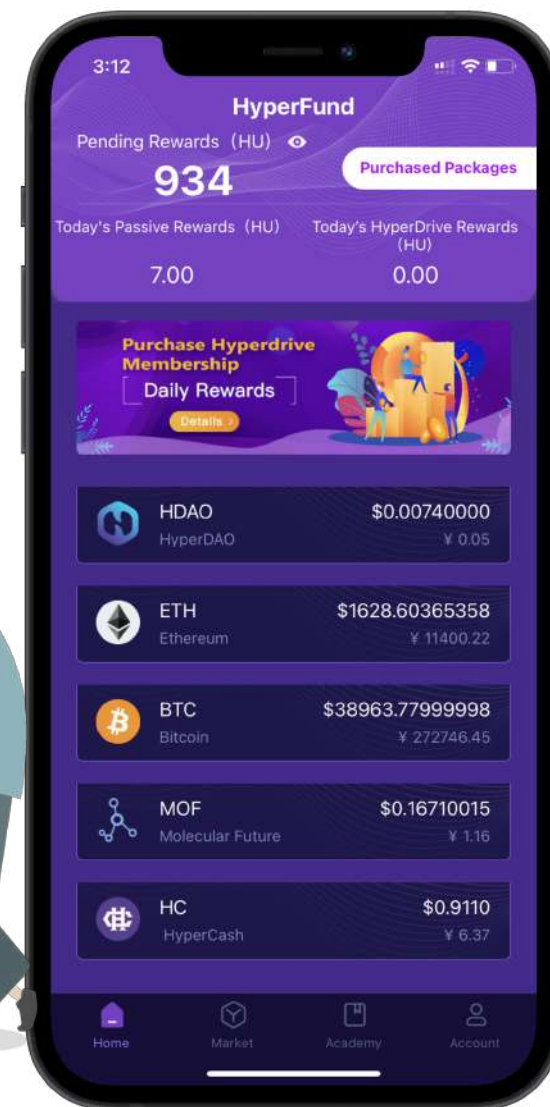 3:12
HyperFund
Pending Rewards (HU)
934
Purchased Packages
Today's Passive Rewards (HU)
Today's HyperDrive Rewards
(HU)
7.00
0.00
Purchase Hyperdrive
Membership
Daily Rewards
Details >
HDAO
$0.00740000
HyperDAO
¥ 0.05
ETH
$1628.60365358
Ethereum
¥ 11400.22
BTC
$38963.77999998
Bitcoin
¥ 272746.45
MOF
$0.16710015
Molecular Future
¥ 1.16
HC
$0.9110
HyperCash
¥ 6.37
Home
Market
Academy
Account